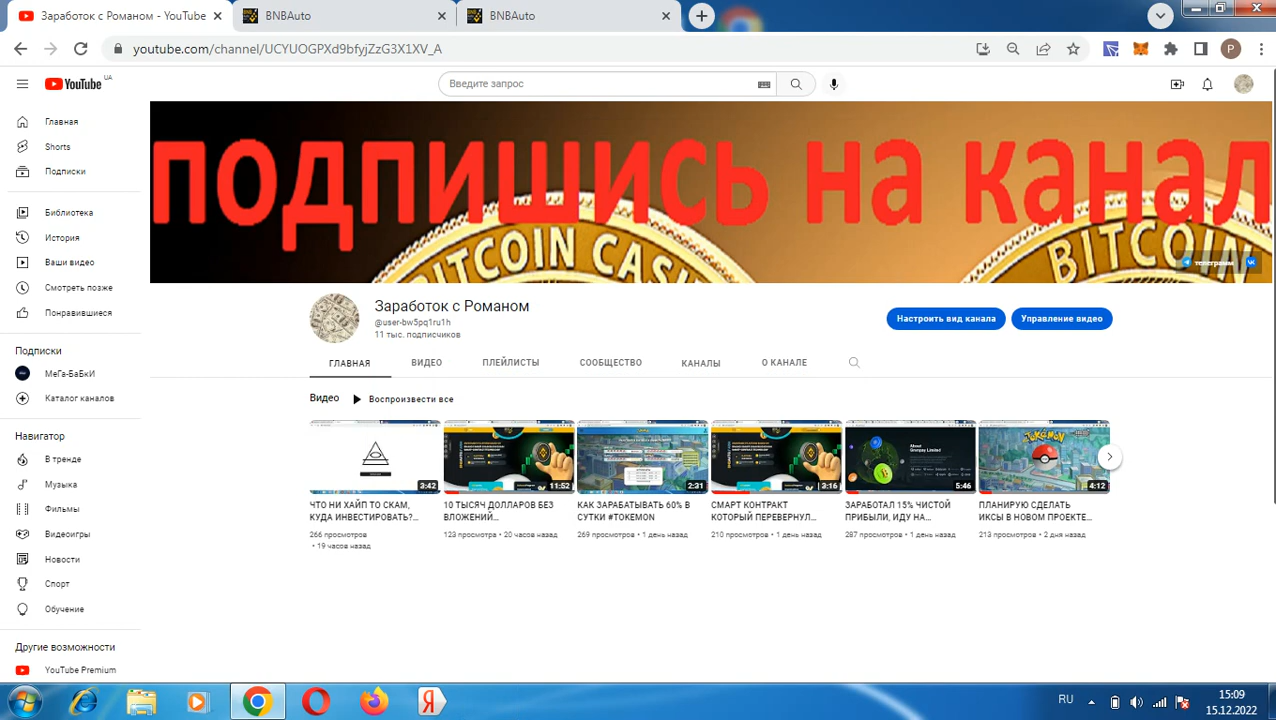 Заработок с Романом - YouTube
BNBAuto
BNBAuto
youtube.com/channel/UCYUOGPXd9bfyjZzG3X1XV_A
P
YouTube UA
Введите запрос
Главная
Shorts
Подписки
Библиотека
История
Ваши видео
Смотреть позже
Понравившиеся
Подписки
МеГа-БаБкИ
Каталог каналов
Навигатор
В тренде
Музыка
Фильмы
Видеоигры
Новости
Спорт
Обучение
Другие возможности
YouTube Premium
подпишись на канал
BITCOIN CASH
BITCOIN
телеграмм
Заработок с Романом
@user-bw5pq1ru1h
11 тыс. подписчиков
Настроить вид канала
Управление видео
ГЛАВНАЯ
ВИДЕО
ПЛЕЙЛИСТЫ
СООБЩЕСТВО
КАНАЛЫ
О КАНАЛЕ
Видео
Воспроизвести все
3:42
ЧТО НИ ХАЙП ТО СКАМ,
КУДА ИНВЕСТИРОВАТЬ?...
266 просмотров
• 19 часов назад
11:52
10 ТЫСЯЧ ДОЛЛАРОВ БЕЗ
ВЛОЖЕНИЙ...
123 просмотра • 20 часов назад
2:31
КАК ЗАРАБАТЫВАТЬ 60% В
СУТКИ #TOKEMON
269 просмотров • 1 день назад
3:16
СМАРТ КОНТРАКТ
КОТОРЫЙ ПЕРЕВЕРНУЛ...
210 просмотров • 1 день назад
About
5:46
ЗАРАБОТАЛ 15% ЧИСТОЙ
ПРИБЫЛИ, ИДУ НА...
287 просмотров • 1 день назад
TOKEMON
4:12
ПЛАНИРУЮ СДЕЛАТЬ
ИКСЫ В НОВОМ ПРОЕКТЕ...
213 просмотров • 2 дня назад
RU
15:09
15.12.2022